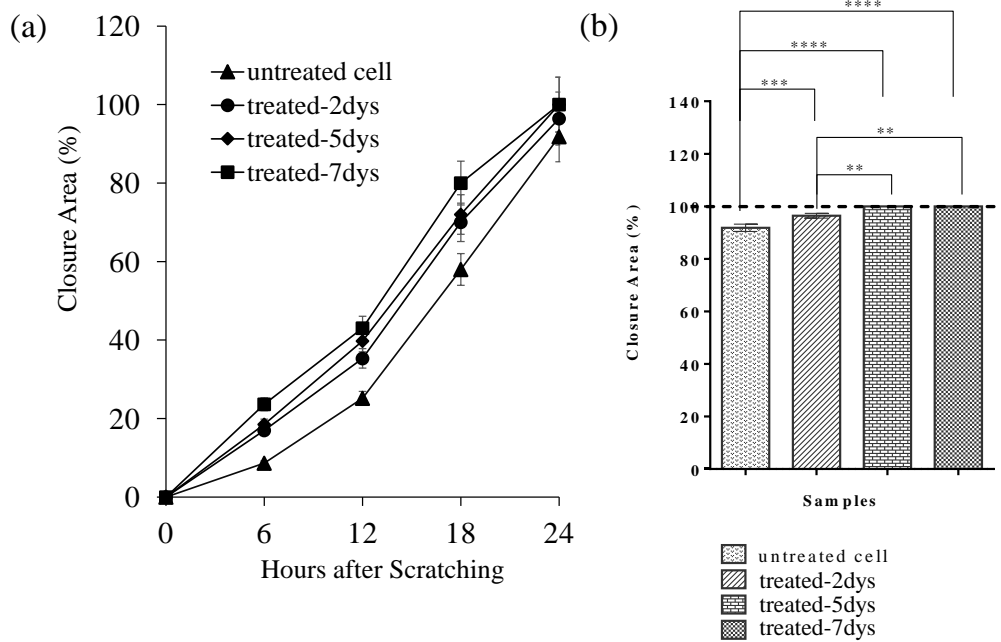 (a)
120
100
80
60
40
20
0
Closure Area (%)
untreated cell
treated-2dys
treated-5dys
treated-7dys
0 6 12 18 24
Hours after Scratching
(b)
****
****
***
**
**
140
120
100
80
60
40
20
0
Closure Area (%)
Samples
untreated cell
treated-2dys
treated-5dys
treated-7dys